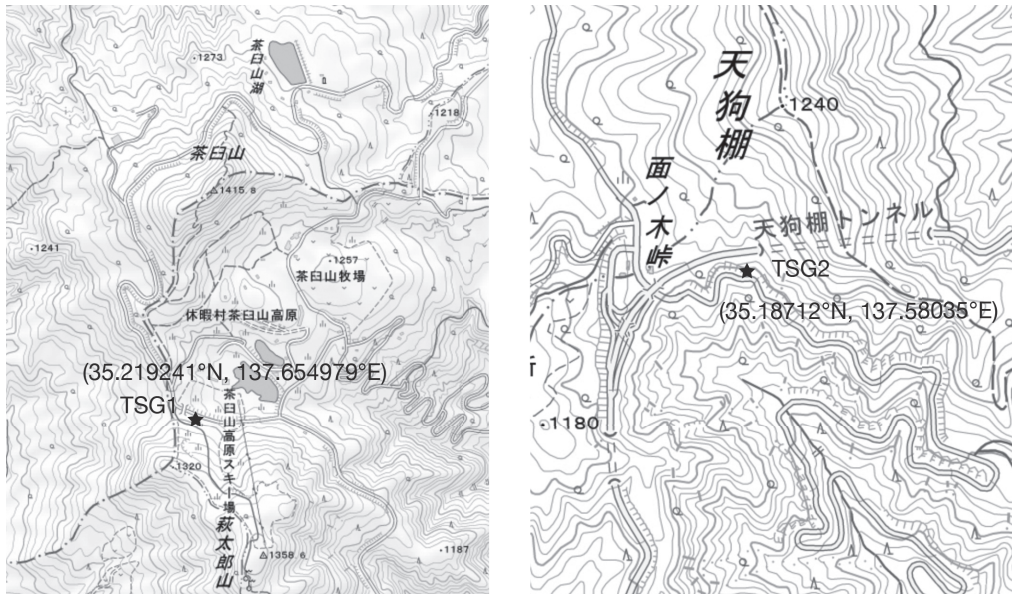 茶臼山湖
1273
1218
茶臼山
1415.8
1241
1257
茶臼山牧場
休暇村茶臼山高原
(35.219241°N, 137.654979°E)
TSG1
茶臼山高原スキー場
1320
萩太郎山
1358.6
1187
天狗棚
1240
面ノ木峠
天狗棚トンネル
TSG2
(35.18712°N, 137.58035°E)
1180